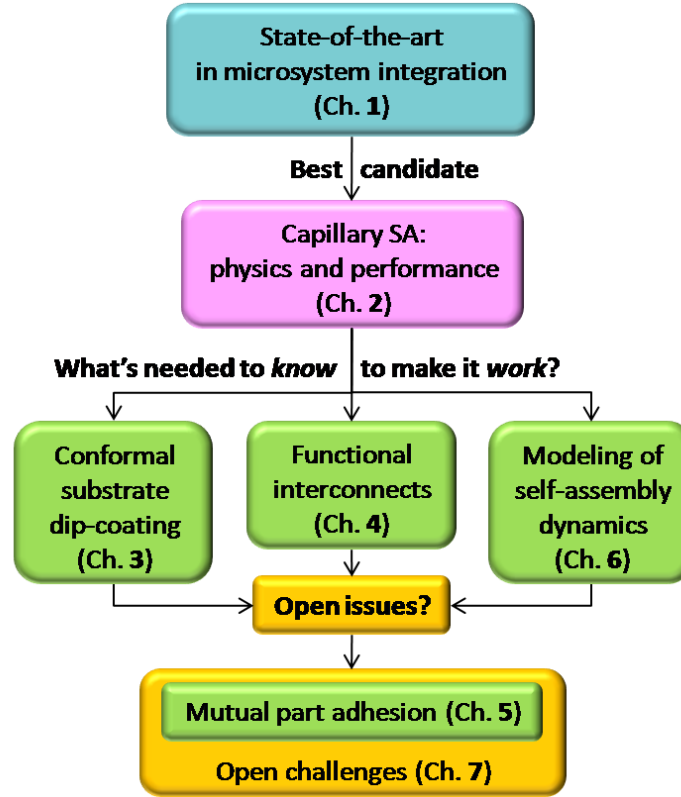 State-of-the-art
in microsystem integration
(Ch. 1)
Best candidate
Capillary SA:
physics and performance
(Ch. 2)
What's needed to know to make it work?
Conformal
substrate
dip-coating
(Ch. 3)
Functional
interconnects
(Ch. 4)
Modeling of
self-assembly
dynamics
(Ch. 6)
Open issues?
Mutual part adhesion (Ch. 5)
Open challenges (Ch. 7)